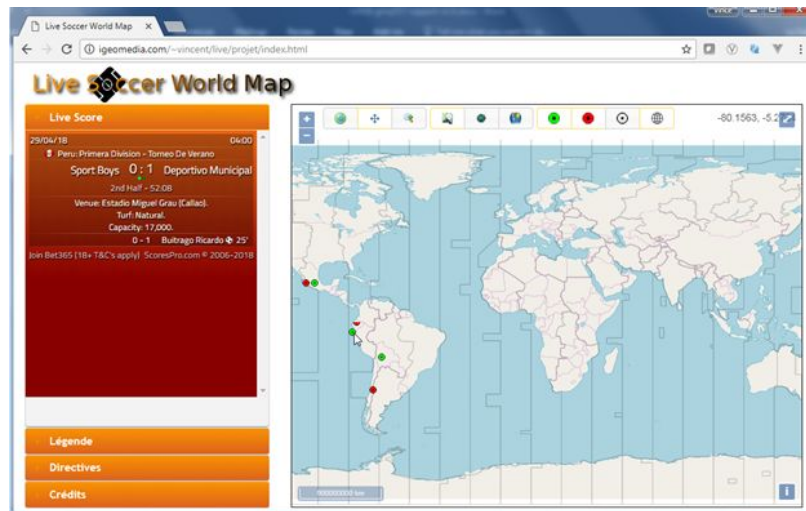 Live Soccer World Map
igeomedia.com/~vincent/live/projet/index.html
Live Soccer World Map
Live Score
29/04/18 04:00
Peru: Primera Division - Torneo De Verano
Sport Boys 0 : 1 Deportivo Municipal
2nd Half - 52:08
Venue: Estadio Miguel Grau (Callao).
Turf: Natural.
Capacity: 17,000.
0 - 1 Buitrago Ricardo 25'
Join Bet365 (18+ T&C's apply) ScoresPro.com © 2006-2018
Légende
Directives
Crédits
-80.1563,